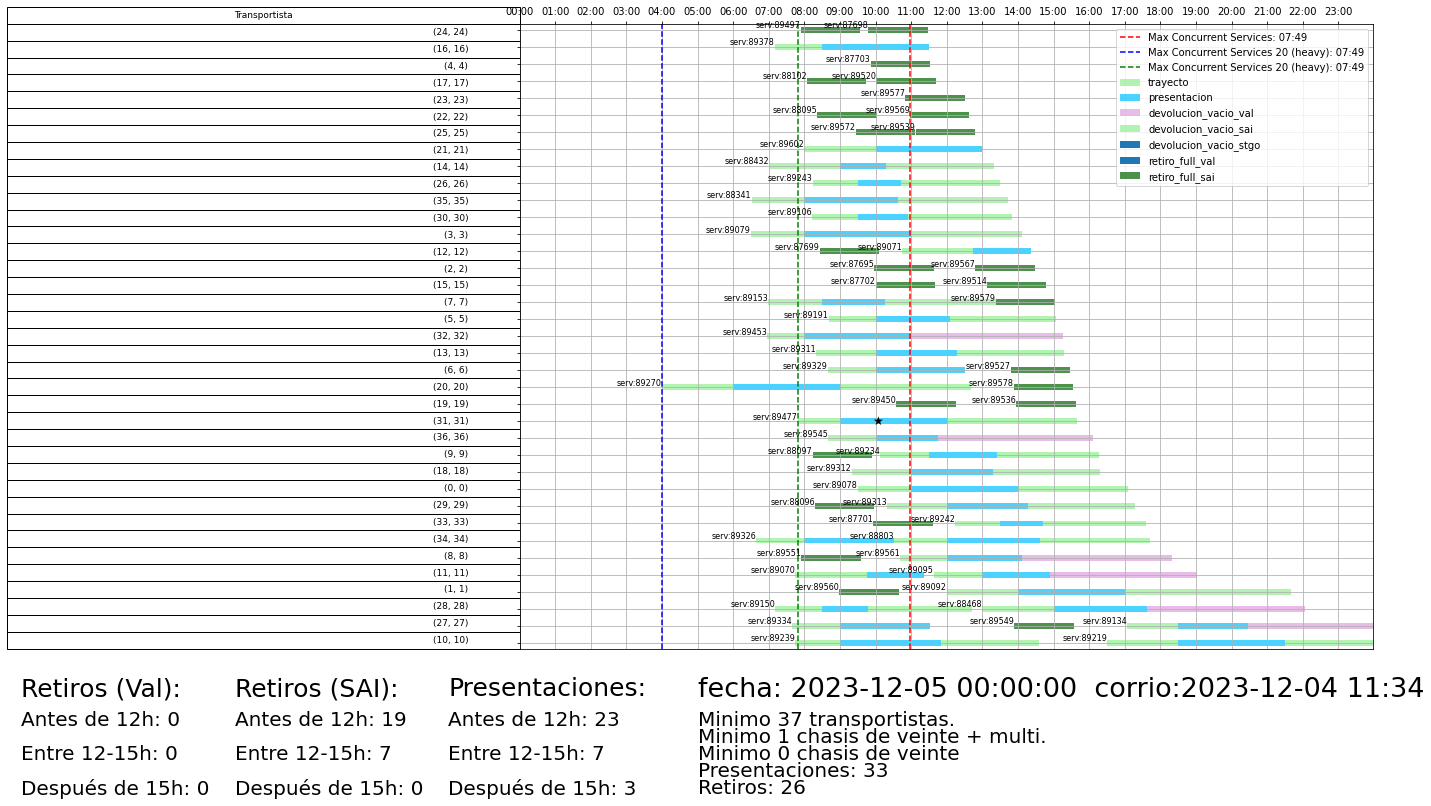 Transportista
00:00 01:00 02:00 03:00 04:00 05:00 06:00 07:00 08:00 09:00 10:00 11:00 12:00 13:00 14:00 15:00 16:00 17:00 18:00 19:00 20:00 21:00 22:00 23:00
Max Concurrent Services: 07:49
Max Concurrent Services 20 (heavy): 07:49
Max Concurrent Services 20 (heavy): 07:49
trayecto
presentacion
devolucion_vacio_val
devolucion_vacio_sai
devolucion_vacio_stgo
retiro_full_val
retiro_full_sai
(24, 24) serv:89497 serv:87698
(16, 16) serv:89378
(4, 4) serv:87703
(17, 17) serv:88102 serv:89520
(23, 23) serv:89577
(22, 22) serv:88095 serv:89569
(25, 25) serv:89572 serv:89539
(21, 21) serv:89602
(14, 14) serv:88432
(26, 26) serv:89243
(35, 35) serv:88341
(30, 30) serv:89106
(3, 3) serv:89079
(12, 12) serv:87699 serv:89071
(2, 2) serv:87695 serv:89567
(15, 15) serv:87702 serv:89514
(7, 7) serv:89153 serv:89579
(5, 5) serv:89191
(32, 32) serv:89453
(13, 13) serv:89311
(6, 6) serv:89329 serv:89527
(20, 20) serv:89270 serv:89578
(19, 19) serv:89450 serv:89536
(31, 31) serv:89477
(36, 36) serv:89545
(9, 9) serv:88097 serv:89234
(18, 18) serv:89312
(0, 0) serv:89078
(29, 29) serv:88096 serv:89313
(33, 33) serv:87701 serv:89242
(34, 34) serv:89326 serv:88803
(8, 8) serv:89551 serv:89561
(11, 11) serv:89070 serv:89095
(1, 1) serv:89560 serv:89092
(28, 28) serv:89150 serv:88468
(27, 27) serv:89334 serv:89549 serv:89134
(10, 10) serv:89239 serv:89219
Retiros (Val):
Antes de 12h: 0
Entre 12-15h: 0
Después de 15h: 0
Retiros (SAI):
Antes de 12h: 19
Entre 12-15h: 7
Después de 15h: 0
Presentaciones:
Antes de 12h: 23
Entre 12-15h: 7
Después de 15h: 3
fecha: 2023-12-05 00:00:00 corrio:2023-12-04 11:34
Minimo 37 transportistas.
Minimo 1 chasis de veinte + multi.
Minimo 0 chasis de veinte
Presentaciones: 33
Retiros: 26